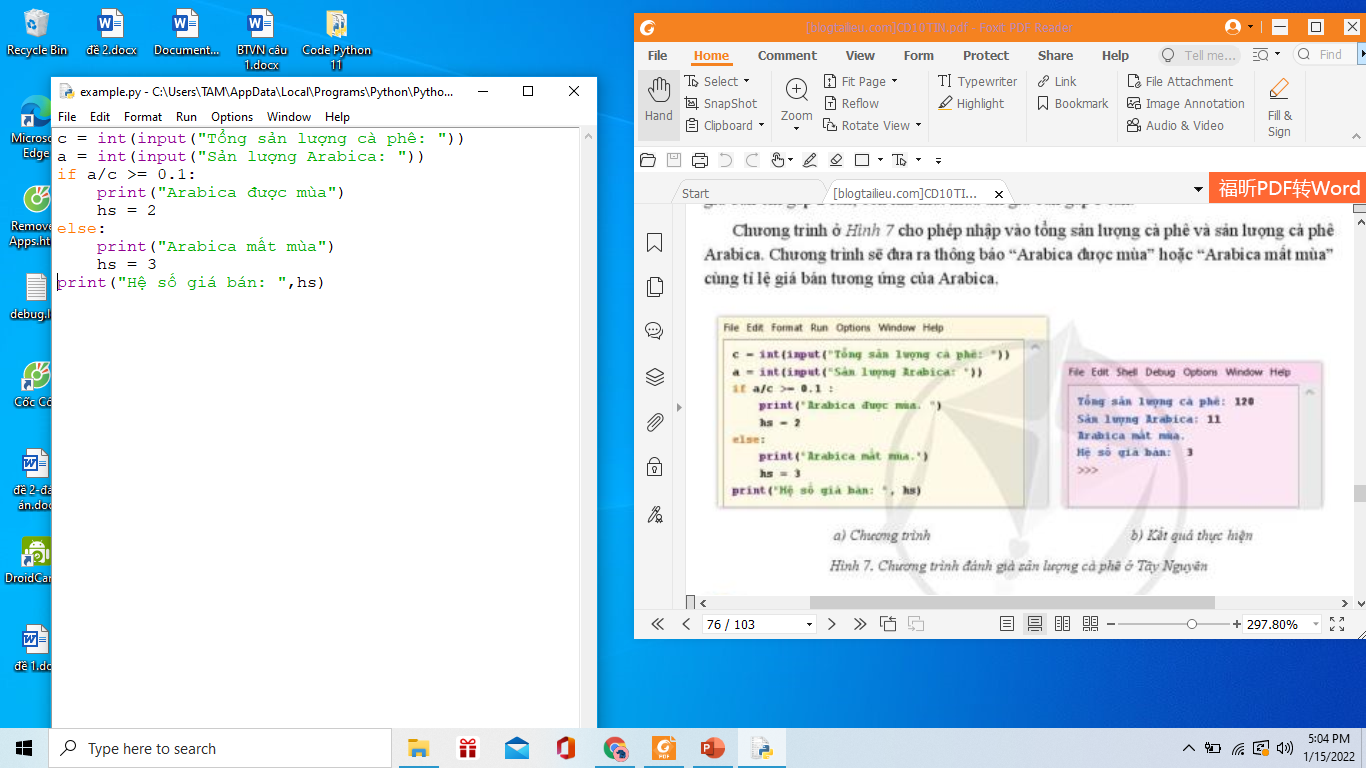 Recycle Bin
đề 2.docx
Document...
BTVN câu 1.docx
Code Python 11
Microso
Edge
Remove
Apps.ht
debug.l
Cốc Cố
đề 2-đá
án.docx
DroidCar
đề 1.doc
example.py - C:\Users\TAM\AppData\Local\Programs\Python\Pytho...
File Edit Format Run Options Window Help
c = int(input("Tổng sản lượng cà phê: "))
a = int(input("Sản lượng Arabica: "))
if a/c >= 0.1:
    print("Arabica được mùa")
    hs = 2
else:
    print("Arabica mất mùa")
    hs = 3
print("Hệ số giá bán: ",hs)
[blogtailieu.com]CD10TIN.pdf - Foxit PDF Reader
File Home Comment View Form Protect Share Help Tell me... Find
Hand
Select
SnapShot
Clipboard
Zoom
Fit Page
Reflow
Rotate View
Typewriter
Highlight
Link
Bookmark
File Attachment
Image Annotation
Audio & Video
Fill &
Sign
Start
[blogtailieu.com]CD10TI...
福昕PDF转Word
Chương trình ở Hình 7 cho phép nhập vào tổng sản lượng cà phê và sản lượng cà phê
Arabica. Chương trình sẽ đưa ra thông báo “Arabica được mùa” hoặc “Arabica mất mùa”
cùng tỉ lệ giá bán tương ứng của Arabica.
File Edit Format Run Options Window Help
c = int(input("Tổng sản lượng cà phê: "))
a = int(input("Sản lượng Arabica: "))
if a/c >= 0.1 :
    print("Arabica được mùa. ")
    hs = 2
else:
    print("Arabica mất mùa.")
    hs = 3
print("Hệ số giá bán: ", hs)
File Edit Shell Debug Options Window Help
Tổng sản lượng cà phê: 120
Sản lượng Arabica: 11
Arabica mất mùa.
Hệ số giá bán:  3
>>>
a) Chương trình
b) Kết quả thực hiện
Hình 7. Chương trình đánh giá sản lượng cà phê ở Tây Nguyên
76 / 103
297.80%
Type here to search
5:04 PM
1/15/2022